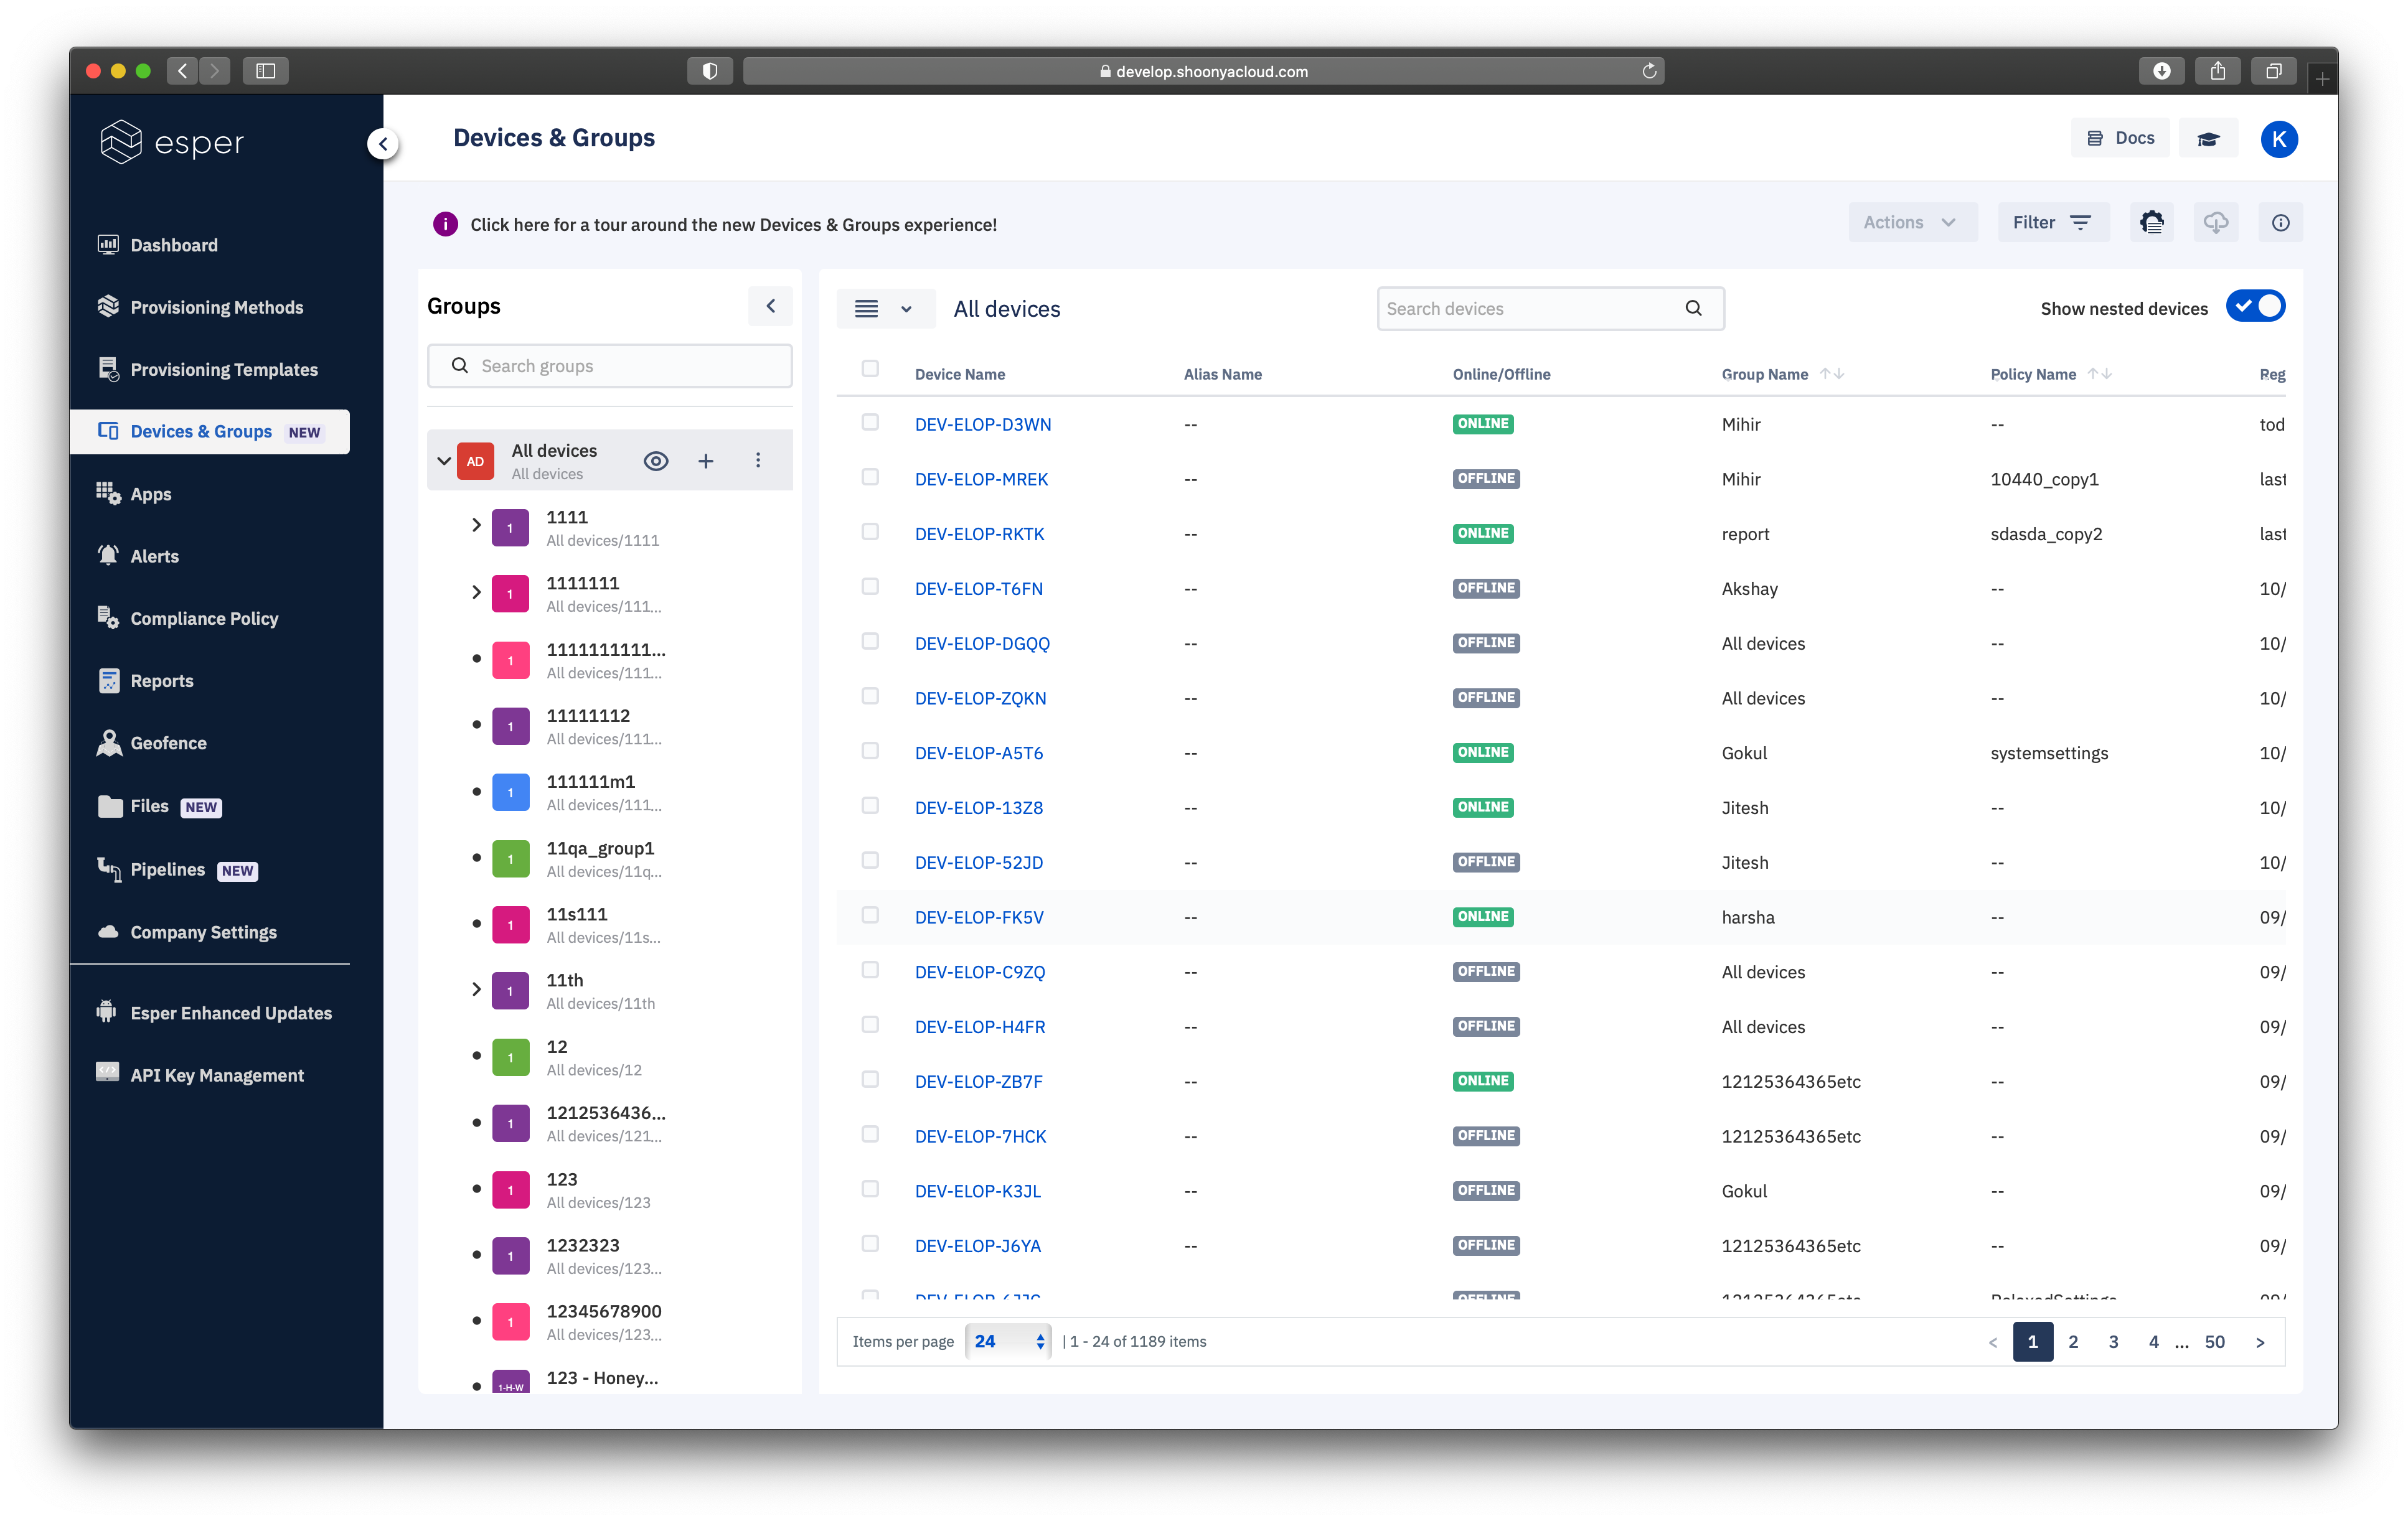 develop.shoonyacloud.com
esper
Devices & Groups
Docs
K
Dashboard
Provisioning Methods
Provisioning Templates
Devices & Groups NEW
Apps
Alerts
Compliance Policy
Reports
Geofence
Files NEW
Pipelines NEW
Company Settings
Esper Enhanced Updates
API Key Management
Click here for a tour around the new Devices & Groups experience!
Actions
Filter
Groups
Search groups
AD
All devices
All devices
1
1111
All devices/1111
1
1111111
All devices/111...
1
1111111111...
All devices/111...
1
11111112
All devices/111...
1
111111m1
All devices/111...
1
11qa_group1
All devices/11q...
1
11s111
All devices/11s...
1
11th
All devices/11th
1
12
All devices/12
1
1212536436...
All devices/121...
1
123
All devices/123
1
1232323
All devices/123...
1
12345678900
All devices/123...
1-H-W
123 - Honey...
All devices
Search devices
Show nested devices
Device Name Alias Name Online/Offline Group Name Policy Name Reg
DEV-ELOP-D3WN -- ONLINE Mihir -- tod
DEV-ELOP-MREK -- OFFLINE Mihir 10440_copy1 last
DEV-ELOP-RKTK -- ONLINE report sdasda_copy2 last
DEV-ELOP-T6FN -- OFFLINE Akshay -- 10/
DEV-ELOP-DGQQ -- OFFLINE All devices -- 10/
DEV-ELOP-ZQKN -- OFFLINE All devices -- 10/
DEV-ELOP-A5T6 -- ONLINE Gokul systemsettings 10/
DEV-ELOP-13Z8 -- ONLINE Jitesh -- 10/
DEV-ELOP-52JD -- OFFLINE Jitesh -- 10/
DEV-ELOP-FK5V -- ONLINE harsha -- 09/
DEV-ELOP-C9ZQ -- OFFLINE All devices -- 09/
DEV-ELOP-H4FR -- OFFLINE All devices -- 09/
DEV-ELOP-ZB7F -- ONLINE 12125364365etc -- 09/
DEV-ELOP-7HCK -- OFFLINE 12125364365etc -- 09/
DEV-ELOP-K3JL -- OFFLINE Gokul -- 09/
DEV-ELOP-J6YA -- OFFLINE 12125364365etc -- 09/
OFFLINE 12125364365etc RelaxedSettings 09/
Items per page 24 | 1 - 24 of 1189 items
< 1 2 3 4 ... 50 >